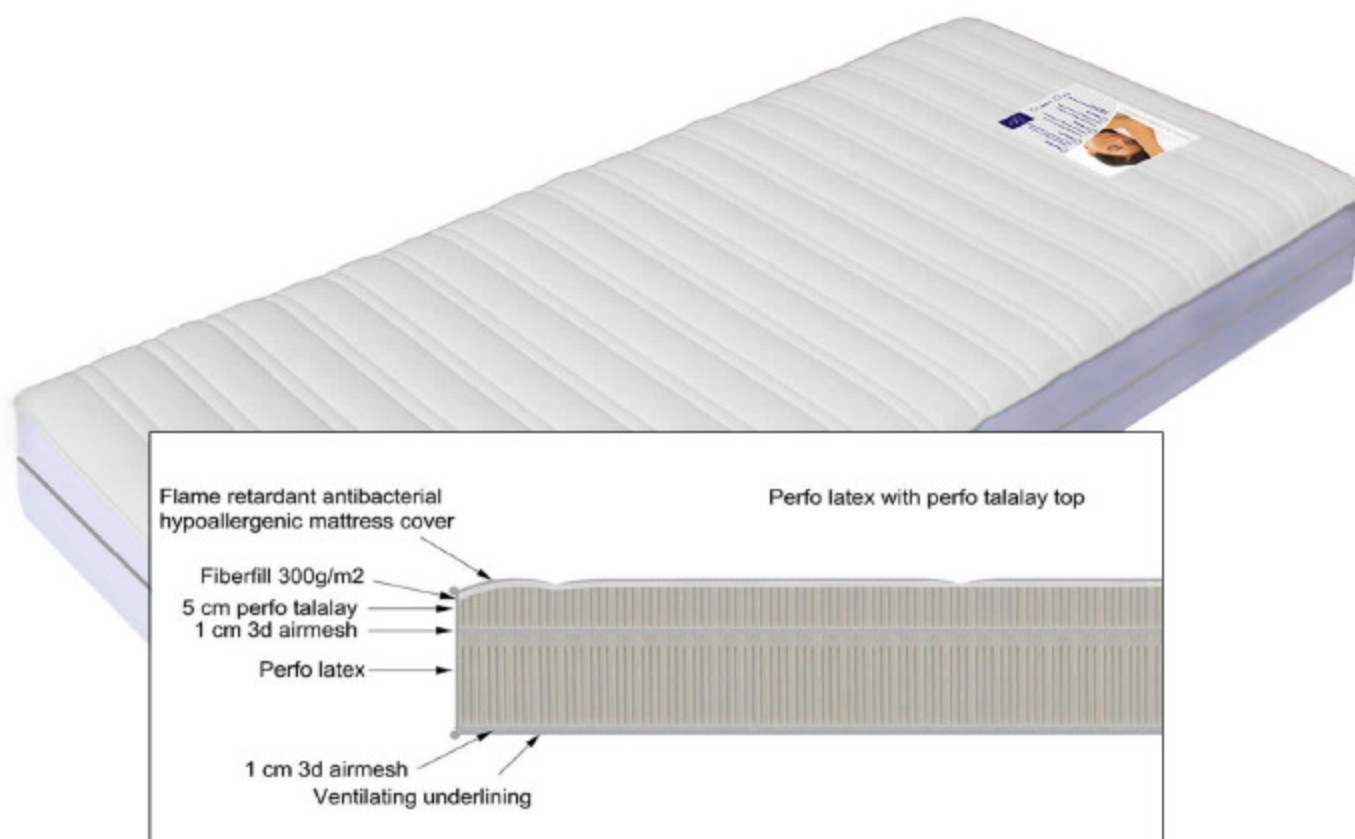 Flame retardant antibacterial
hypoallergenic mattress cover
Perfo latex with perfo talalay top
Fiberfill 300g/m2
5 cm perfo talalay
1 cm 3d airmesh
Perfo latex
1 cm 3d airmesh
Ventilating underlining